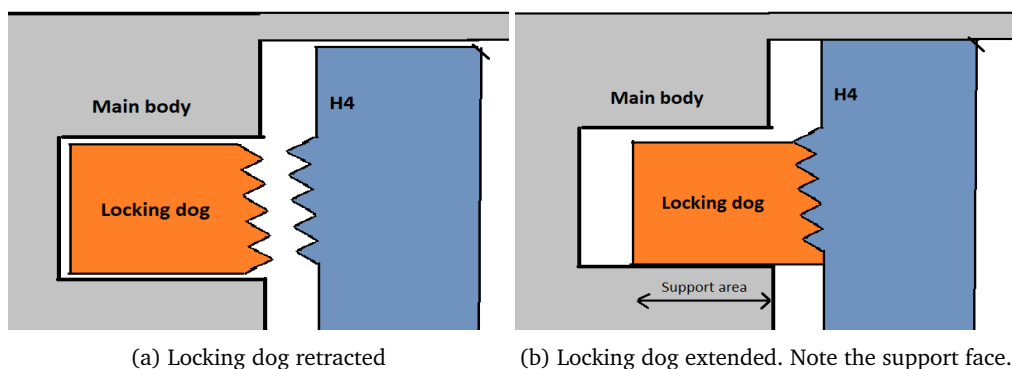 H4
Main body
Locking dog
(a) Locking dog retracted
H4
Main body
Locking dog
Support area
(b) Locking dog extended. Note the support face.